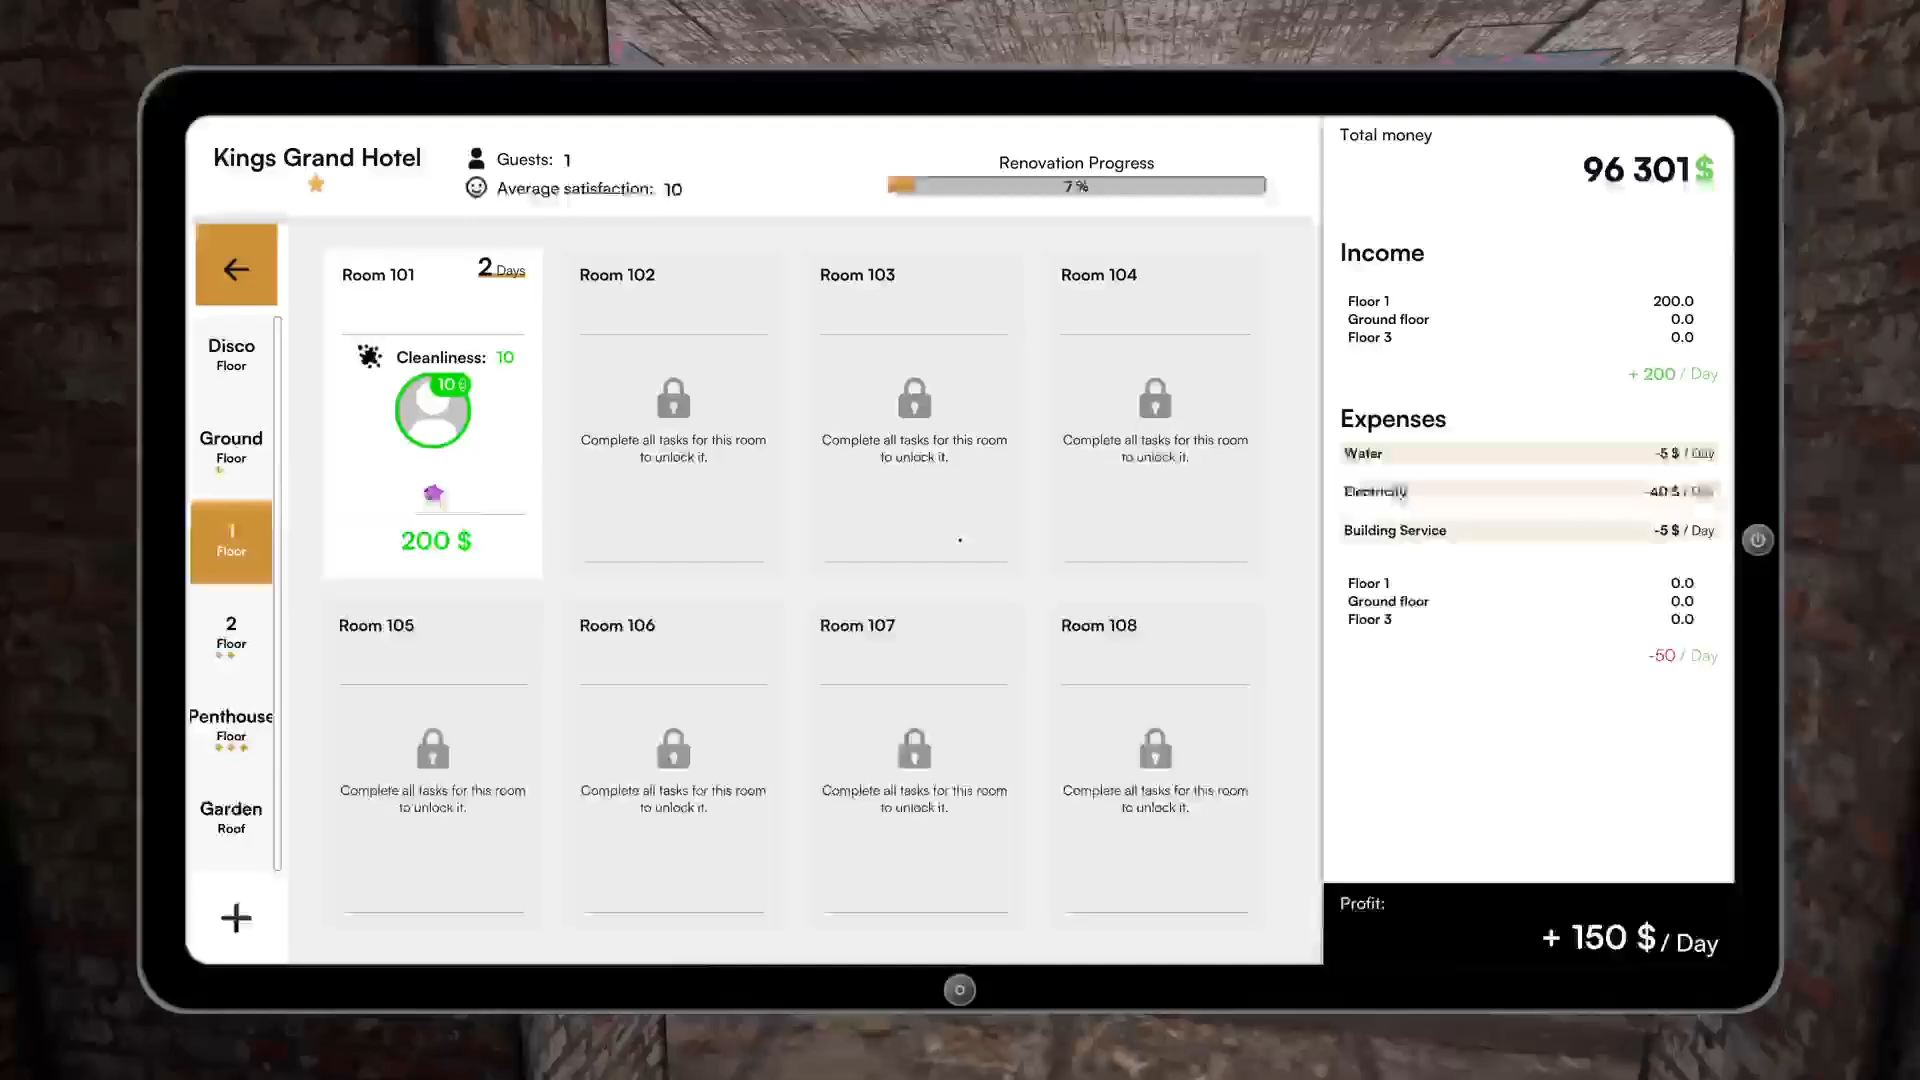 Kings Grand Hotel
Guests: 1
Average satisfaction: 10
Renovation Progress
7%
Total money
96 301 $
Disco
Floor
Ground
Floor
1
Floor
2
Floor
Penthouse
Floor
Garden
Roof
+
Room 101
2 Days
Cleanliness: 10
10
200 $
Room 102
Complete all tasks for this room
to unlock it.
Room 103
Complete all tasks for this room
to unlock it.
Room 104
Complete all tasks for this room
to unlock it.
Room 105
Complete all tasks for this room
to unlock it.
Room 106
Complete all tasks for this room
to unlock it.
Room 107
Complete all tasks for this room
to unlock it.
Room 108
Complete all tasks for this room
to unlock it.
Income
Floor 1 200.0
Ground floor 0.0
Floor 3 0.0
+ 200 / Day
Expenses
Water -5 $ / Day
Electricity -40 $ / Day
Building Service -5 $ / Day
Floor 1 0.0
Ground floor 0.0
Floor 3 0.0
-50 / Day
Profit:
+ 150 $ / Day